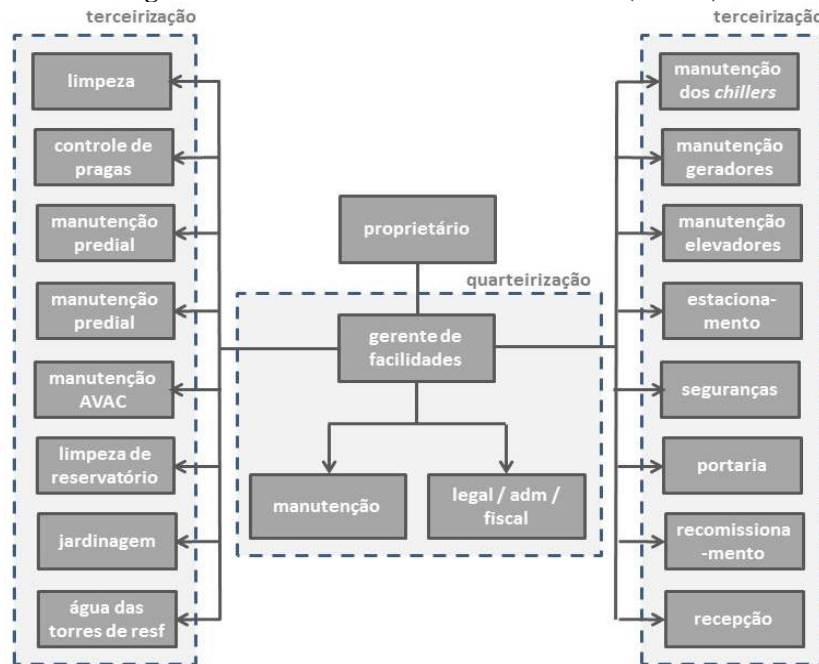 terceirização
limpeza
controle de
pragas
manutenção
predial
manutenção
predial
manutenção
AVAC
limpeza de
reservatório
jardinagem
água das
torres de resf
proprietário
quarteirização
gerente de
facilidades
manutenção
legal / adm /
fiscal
terceirização
manutenção
dos chillers
manutenção
geradores
manutenção
elevadores
estaciona-
mento
seguranças
portaria
recomissiona
-mento
recepção